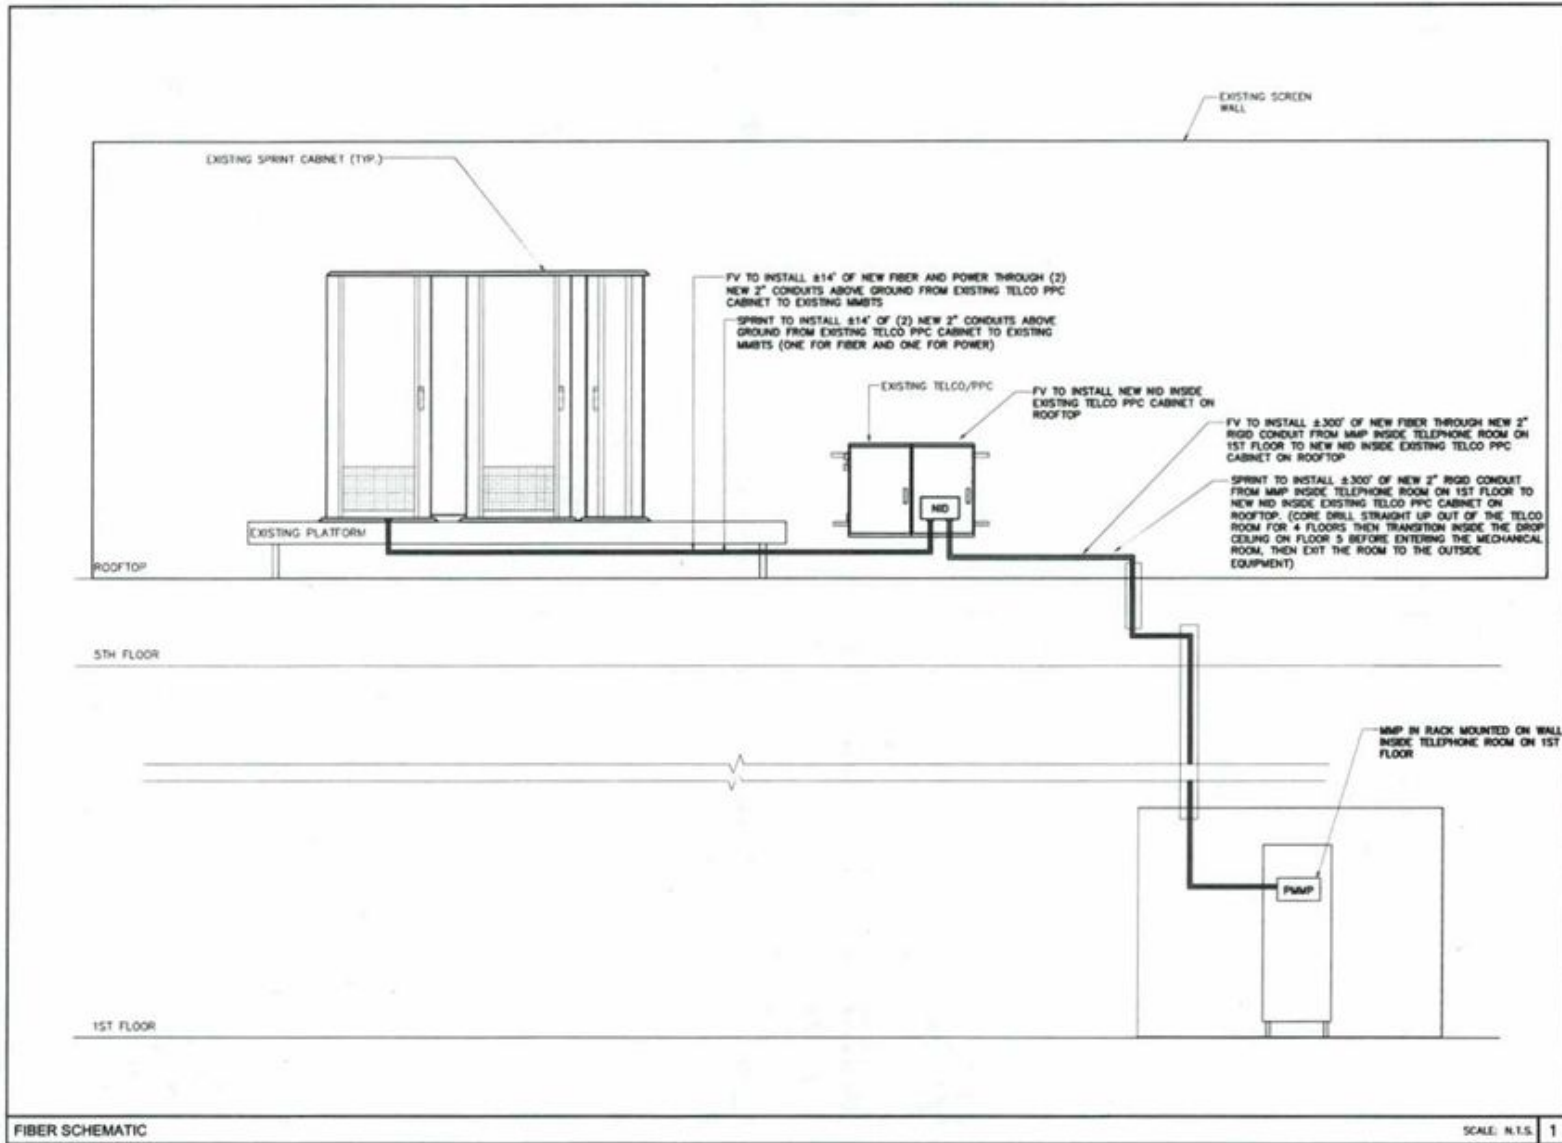 EXISTING SCREEN
WALL
EXISTING SPRINT CABINET (TYP.)
FV TO INSTALL ±14' OF NEW FIBER AND POWER THROUGH (2)
NEW 2" CONDUITS ABOVE GROUND FROM EXISTING TELCO PPC
CABINET TO EXISTING MMBTS
SPRINT TO INSTALL ±14' OF (2) NEW 2" CONDUITS ABOVE
GROUND FROM EXISTING TELCO PPC CABINET TO EXISTING
MMBTS (ONE FOR FIBER AND ONE FOR POWER)
EXISTING TELCO/PPC
FV TO INSTALL NEW NID INSIDE
EXISTING TELCO PPC CABINET ON
ROOFTOP
FV TO INSTALL ±300' OF NEW FIBER THROUGH NEW 2"
RIGID CONDUIT FROM MMP INSIDE TELEPHONE ROOM ON
1ST FLOOR TO NEW NID INSIDE EXISTING TELCO PPC
CABINET ON ROOFTOP
SPRINT TO INSTALL ±300' OF NEW 2" RIGID CONDUIT
FROM MMP INSIDE TELEPHONE ROOM ON 1ST FLOOR TO
NEW NID INSIDE EXISTING TELCO PPC CABINET ON
ROOFTOP. (CORE DRILL STRAIGHT UP OUT OF THE TELCO
ROOM FOR 4 FLOORS THEN TRANSITION INSIDE THE DROP
CEILING ON FLOOR 5 BEFORE ENTERING THE MECHANICAL
ROOM, THEN EXIT THE ROOM TO THE OUTSIDE
EQUIPMENT)
NID
EXISTING PLATFORM
ROOFTOP
5TH FLOOR
MMP IN RACK MOUNTED ON WALL
INSIDE TELEPHONE ROOM ON 1ST
FLOOR
PMMP
1ST FLOOR
FIBER SCHEMATIC
SCALE: N.T.S.
1